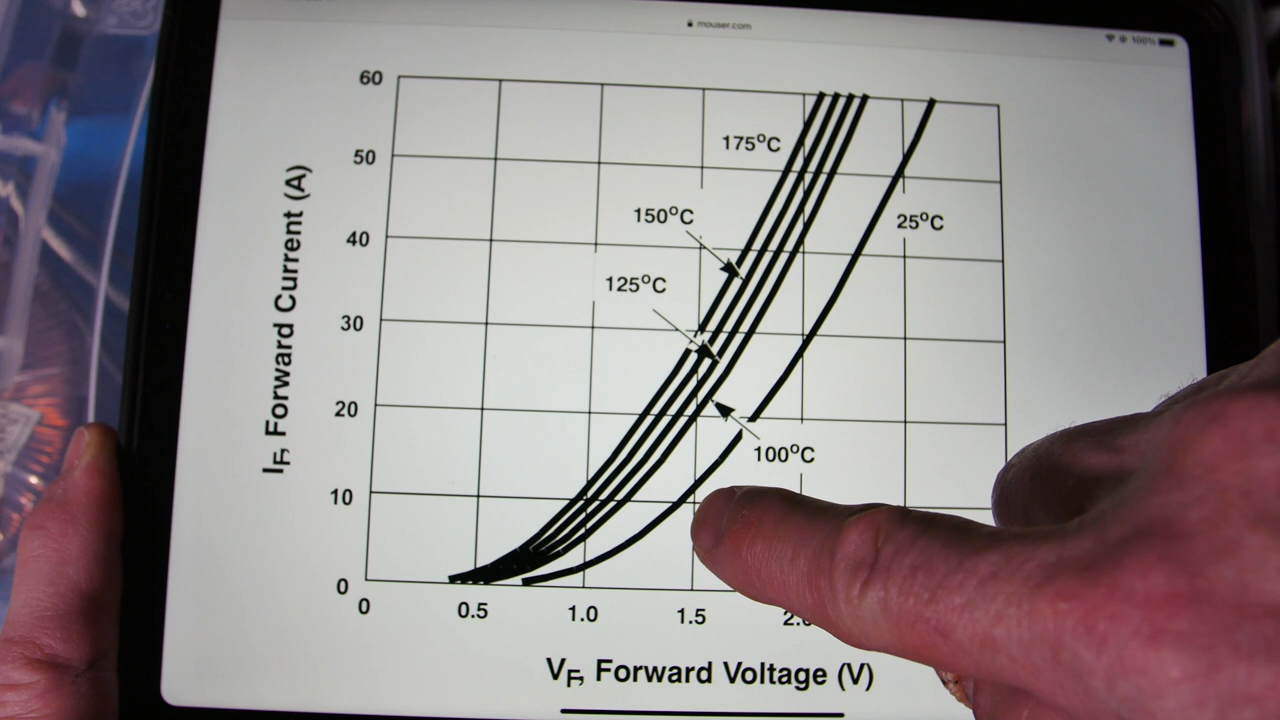 mouser.com
100%
60
175°C
50
150°C
25°C
40
125°C
30
20
100°C
10
0
0 0.5 1.0 1.5
IF, Forward Current (A)
VF, Forward Voltage (V)